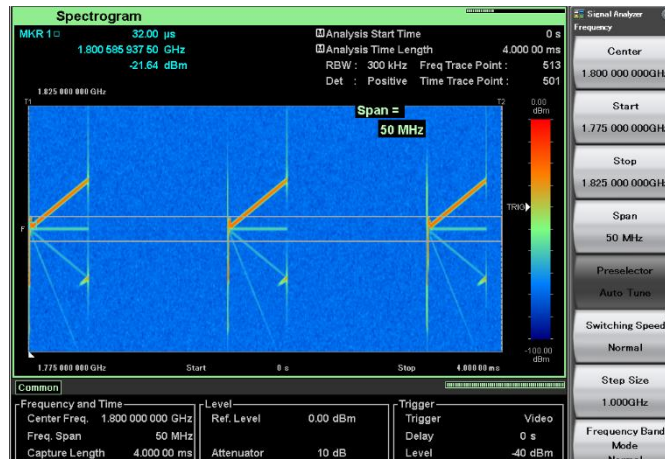 Spectrogram
MKR 1 32.00 µs
1.800 585 937 50 GHz
-21.64 dBm
M Analysis Start Time 0 s
M Analysis Time Length 4.000 00 ms
RBW : 300 kHz Freq Trace Point : 513
Det : Positive Time Trace Point : 501
1.825 000 000 GHz
T1 T2
Span =
50 MHz
0.00
dBm
TRIG
F
-100.00
dBm
1.775 000 000 GHz Start 0 s Stop 4.000 00 ms
Common
Frequency and Time
Center Freq. 1.800 000 000 GHz
Freq. Span 50 MHz
Capture Length 4.000 00 ms
Level
Ref. Level 0.00 dBm
Attenuator 10 dB
Trigger
Trigger Video
Delay 0 s
Level -40 dBm
Signal Analyzer
Frequency
Center
1.800 000 000GHz
Start
1.775 000 000GHz
Stop
1.825 000 000GHz
Span
50 MHz
Preselector
Auto Tune
Switching Speed
Normal
Step Size
1.000GHz
Frequency Band
Mode
Normal